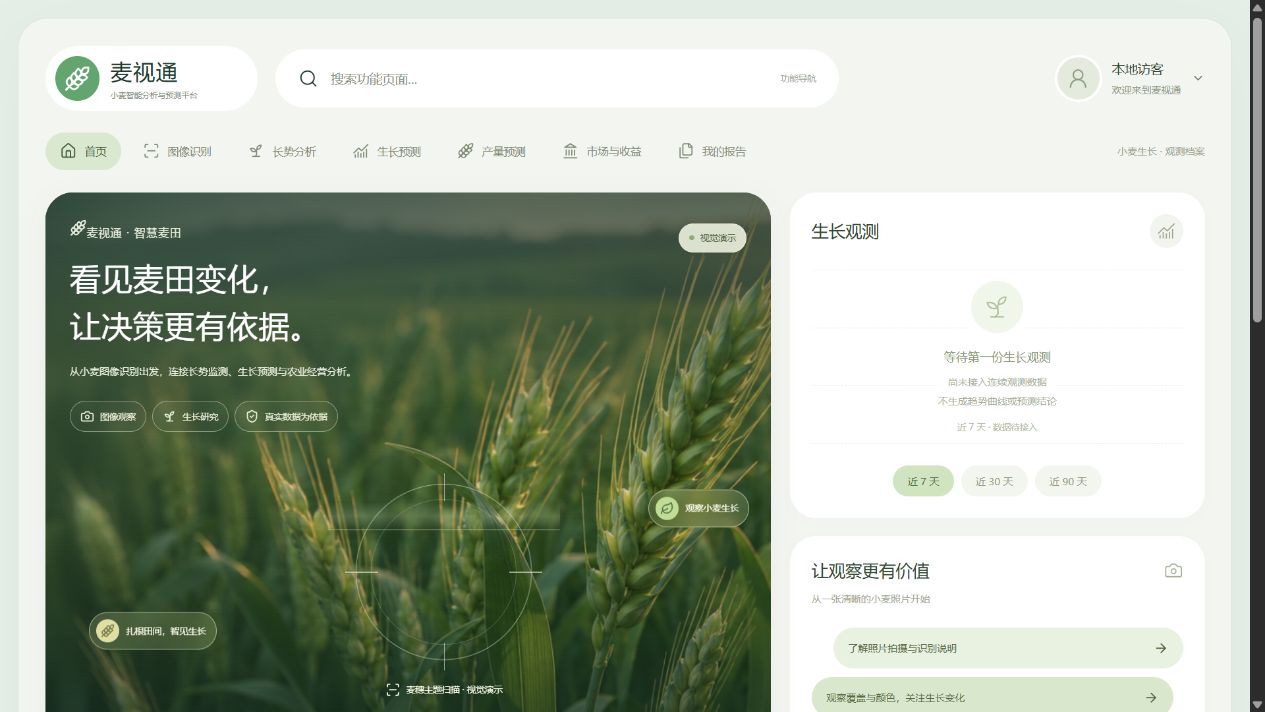 麦视通
小麦智能分析与预测平台
搜索功能页面...
功能导航
本地访客
欢迎来到麦视通
首页
图像识别
长势分析
生长预测
产量预测
市场与收益
我的报告
小麦生长 · 观测档案
麦视通 · 智慧麦田
视觉演示
看见麦田变化，
让决策更有依据。
从小麦图像识别出发，连接长势监测、生长预测与农业经营分析。
图像观察
生长研究
真实数据为依据
观察小麦生长
扎根田间，智见生长
麦穗主题扫描 · 视觉演示
生长观测
等待第一份生长观测
尚未接入连续观测数据
不生成趋势曲线或预测结论
近 7 天 · 数据待接入
近 7 天
近 30 天
近 90 天
让观察更有价值
从一张清晰的小麦照片开始
了解照片拍摄与识别说明
观察覆盖与颜色，关注生长变化